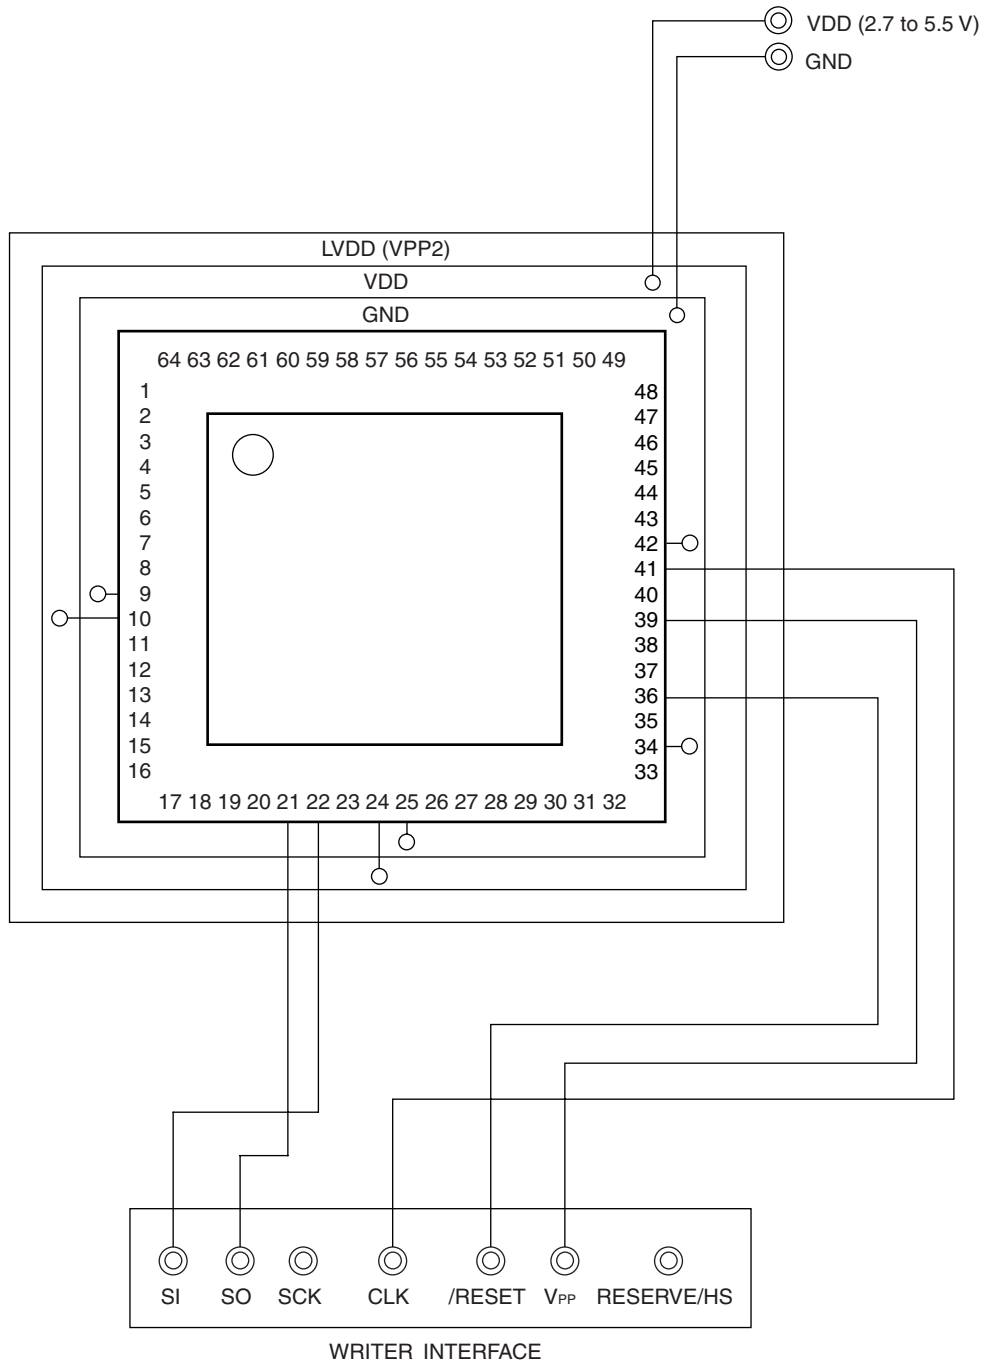 VDD (2.7 to 5.5 V)
GND
LVDD (VPP2)
VDD
GND
64 63 62 61 60 59 58 57 56 55 54 53 52 51 50 49
1 48
2 47
3 46
4 45
5 44
6 43
7 42
8 41
9 40
10 39
11 38
12 37
13 36
14 35
15 34
16 33
17 18 19 20 21 22 23 24 25 26 27 28 29 30 31 32
SI SO SCK CLK /RESET VPP RESERVE/HS
WRITER INTERFACE